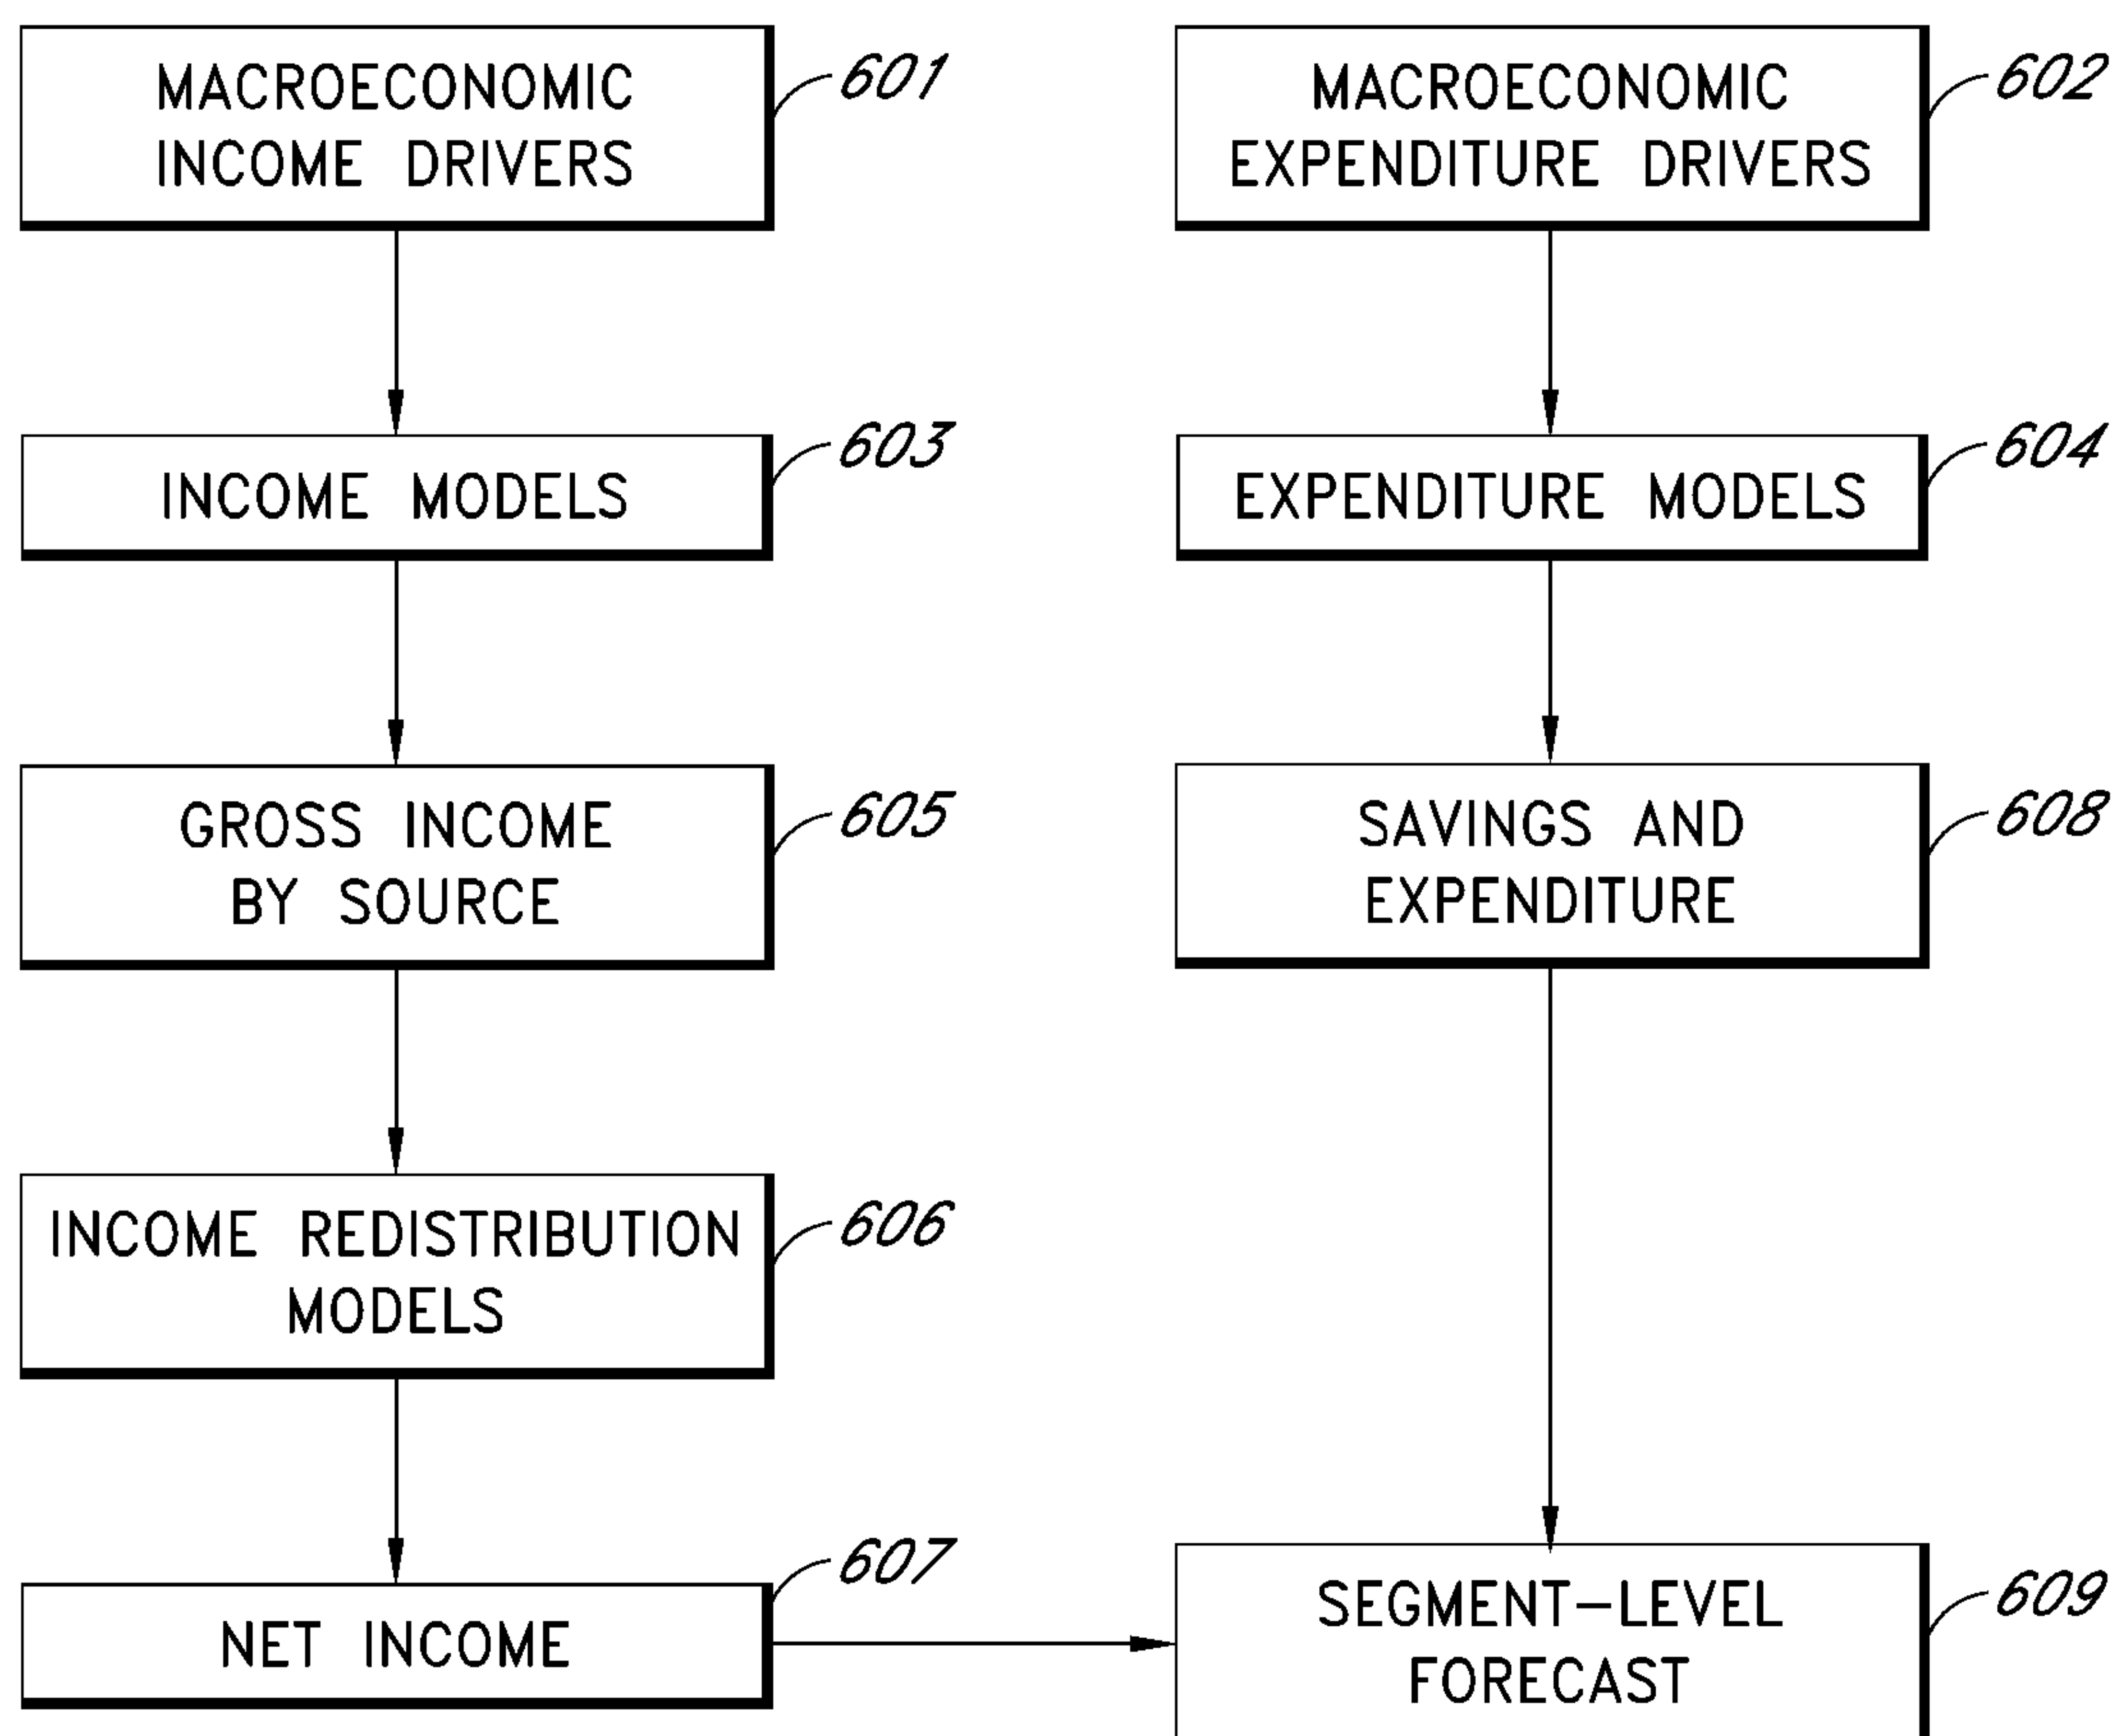 MACROECONOMIC
INCOME DRIVERS
601
MACROECONOMIC
EXPENDITURE DRIVERS
602
INCOME MODELS
603
EXPENDITURE MODELS
604
GROSS INCOME
BY SOURCE
605
SAVINGS AND
EXPENDITURE
608
INCOME REDISTRIBUTION
MODELS
606
NET INCOME
607
SEGMENT-LEVEL
FORECAST
609